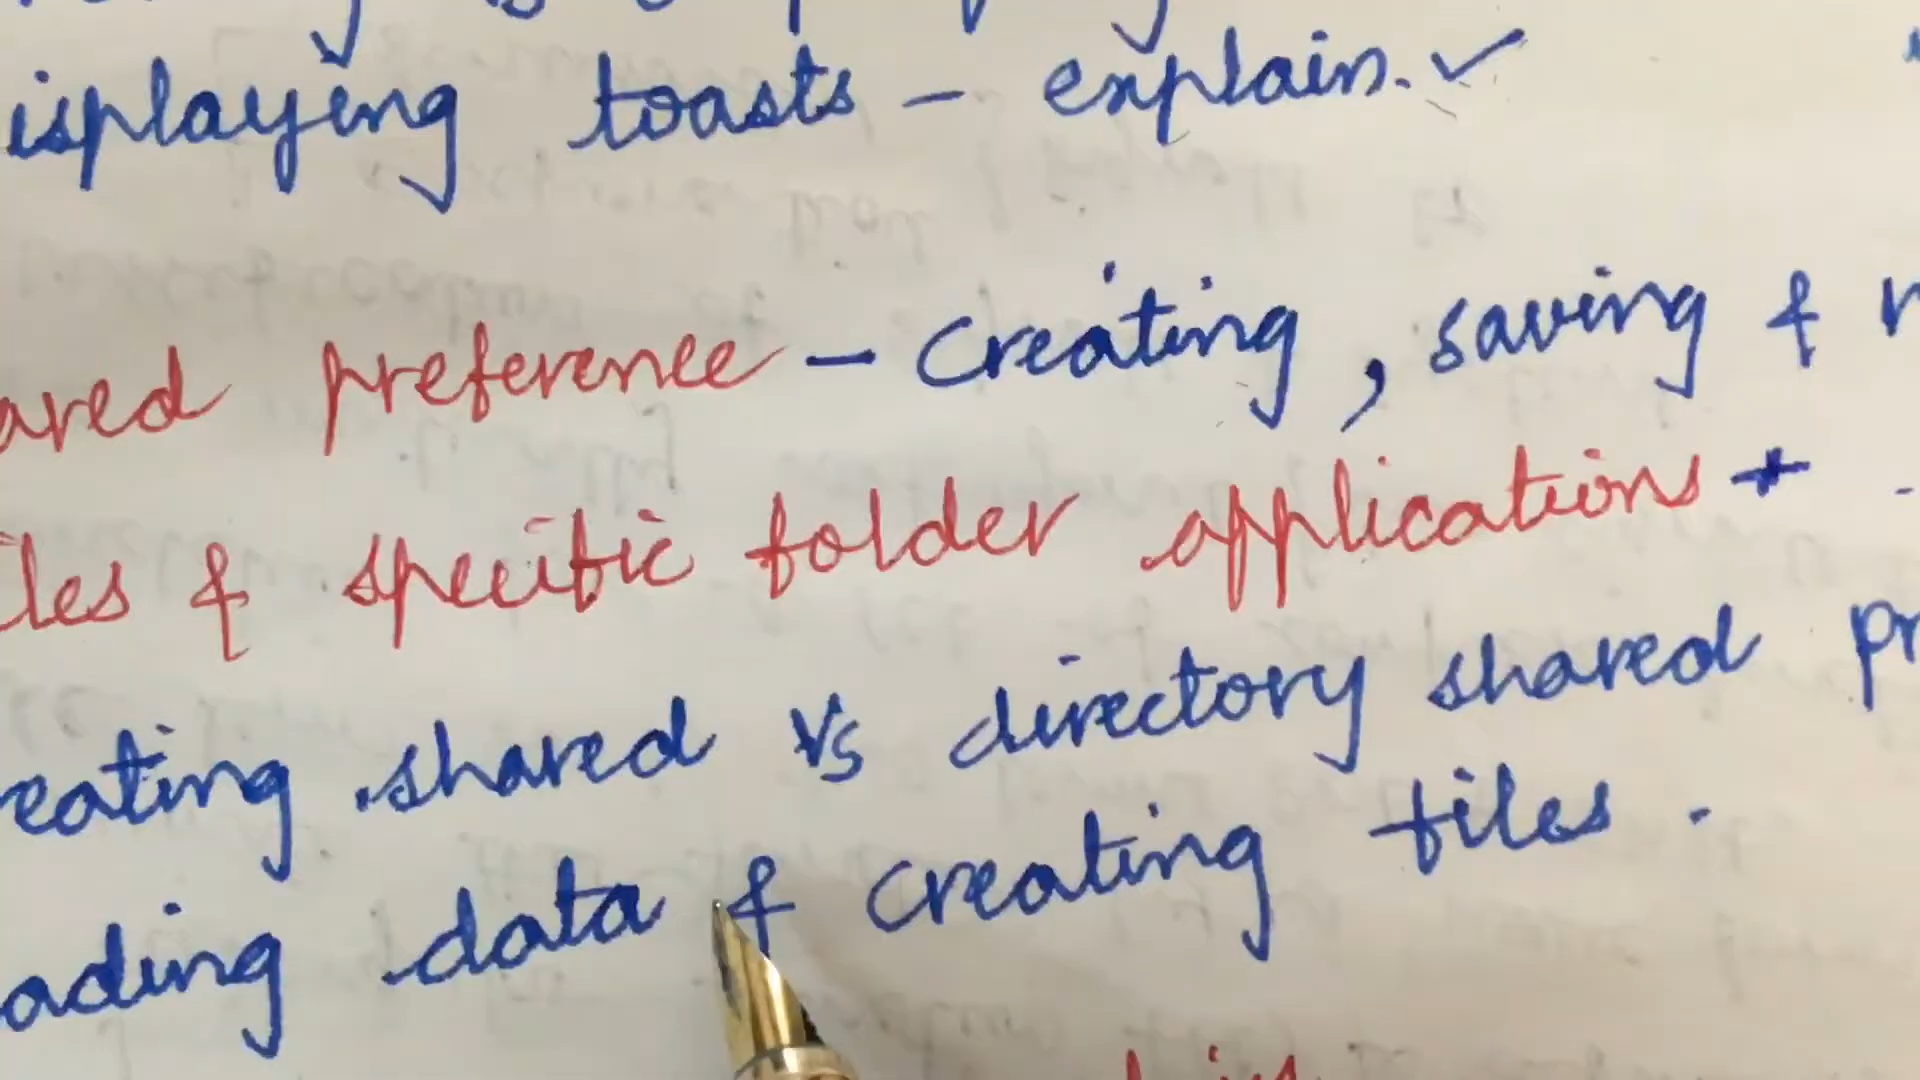 isplaying toasts - explain. ✓
ared preference - Creating, saving &
les & specific folder applications +
eating shared Vs directory shared pr
ading data & creating files.